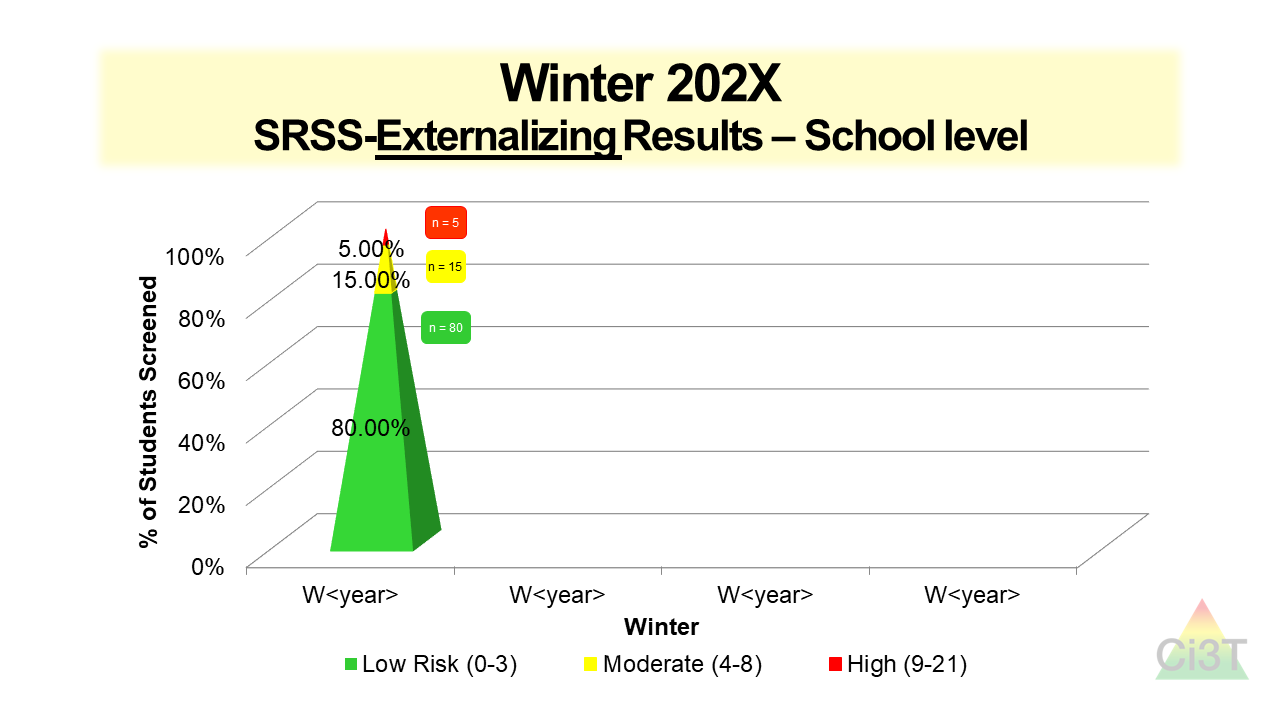 Winter 202X
SRSS-Externalizing Results – School level
% of Students Screened
100%
80%
60%
40%
20%
0%
5.00%
15.00%
80.00%
n = 5
n = 15
n = 80
W<year> W<year> W<year> W<year>
Winter
Low Risk (0-3) Moderate (4-8) High (9-21)
Ci3T